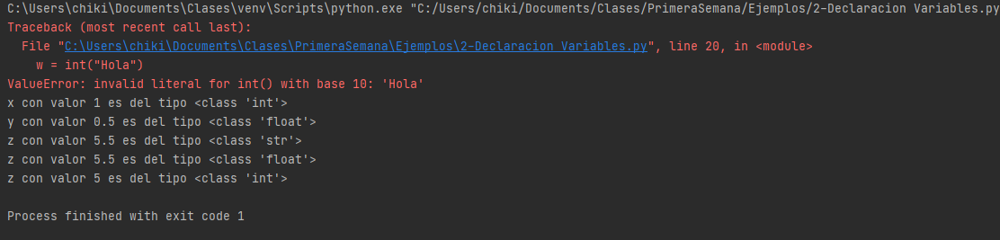 C:\Users\chiki\Documents\Clases\venv\Scripts\python.exe "C:/Users/chiki/Documents/Clases/PrimeraSemana/Ejemplos/2-Declaracion Variables.py
Traceback (most recent call last):
  File "C:\Users\chiki\Documents\Clases\PrimeraSemana\Ejemplos\2-Declaracion Variables.py", line 20, in <module>
    w = int("Hola")
ValueError: invalid literal for int() with base 10: 'Hola'
x con valor 1 es del tipo <class 'int'>
y con valor 0.5 es del tipo <class 'float'>
z con valor 5.5 es del tipo <class 'str'>
z con valor 5.5 es del tipo <class 'float'>
z con valor 5 es del tipo <class 'int'>
Process finished with exit code 1